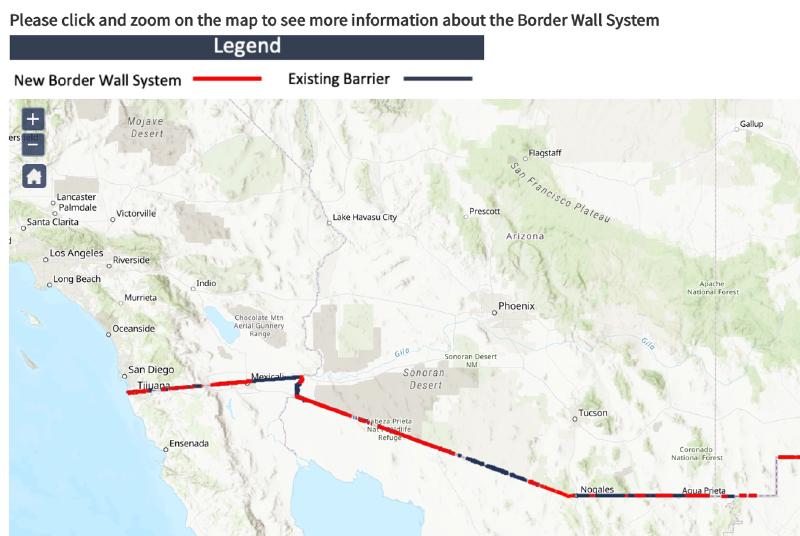 Please click and zoom on the map to see more information about the Border Wall System
Legend
New Border Wall System
Existing Barrier
+
−
Mojave
Desert
Gallup
Flagstaff
San Francisco Plateau
Lancaster
Palmdale
Victorville
Santa Clarita
Lake Havasu City
Prescott
Arizona
Los Angeles
Riverside
Long Beach
Indio
Murrieta
Apache
National Forest
Phoenix
Chocolate Mtn
Aerial Gunnery
Range
Oceanside
Gila
Gila
Sonoran Desert
NM
San Diego
Mexicali
Sonoran
Desert
Tijuana
Tucson
Cabeza Prieta
Nat'l Wildlife
Refuge
Ensenada
Coronado
National Forest
Nogales
Agua Prieta